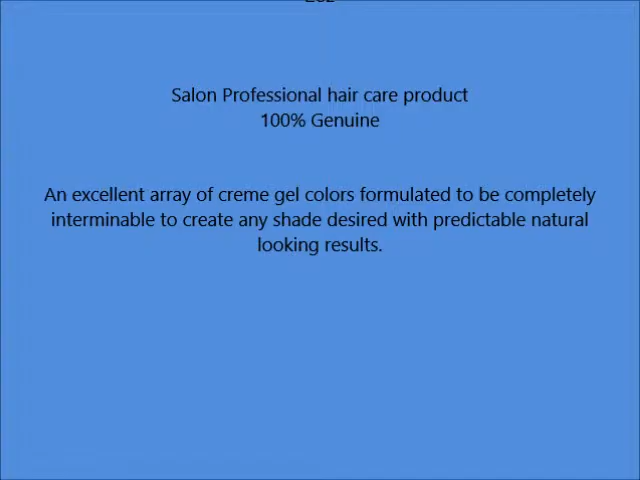 Salon Professional hair care product
100% Genuine
An excellent array of creme gel colors formulated to be completely
interminable to create any shade desired with predictable natural
looking results.